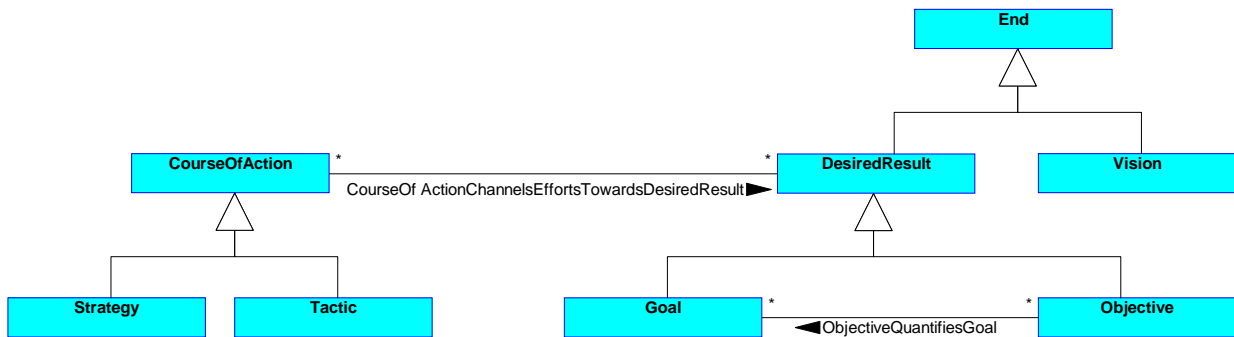 End
CourseOfAction
*
*
DesiredResult
Vision
CourseOf ActionChannelsEffortsTowardsDesiredResult
Strategy
Tactic
Goal
*
*
Objective
ObjectiveQuantifiesGoal